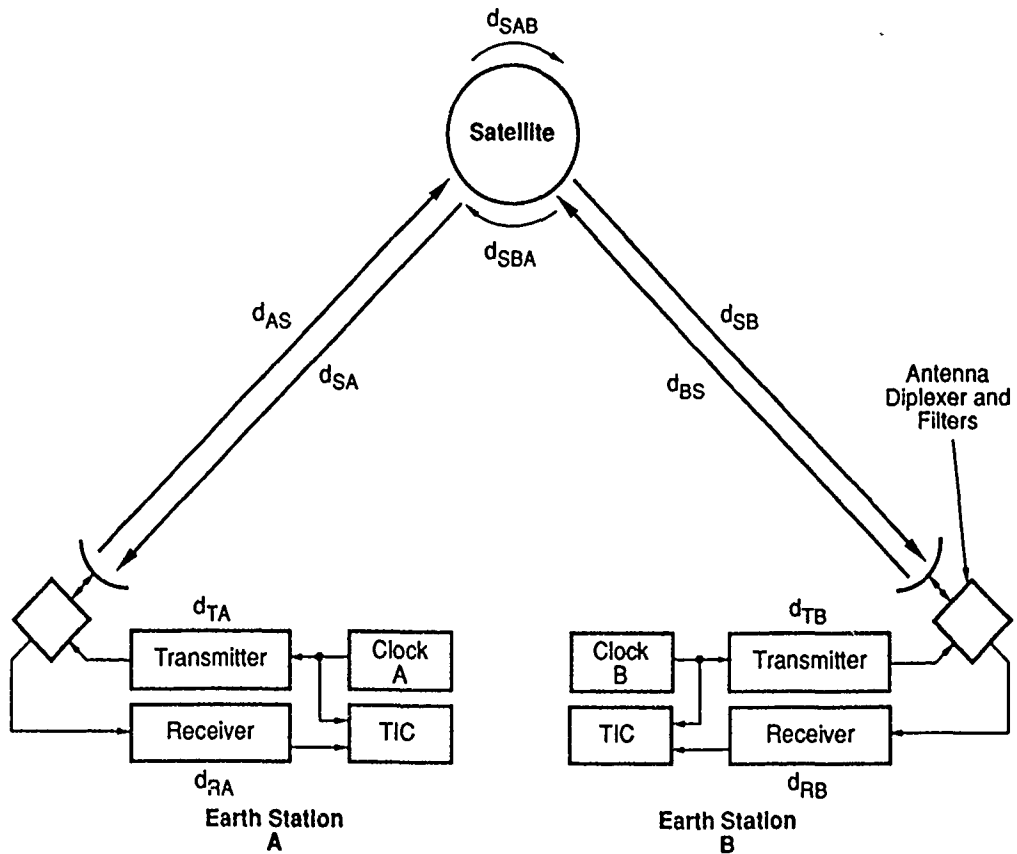 dSAB
Satellite
dSBA
dAS
dSB
dSA
dBS
Antenna
Diplexer and
Filters
dTA
dTB
Transmitter
Clock
A
Clock
B
Transmitter
Receiver
TIC
TIC
Receiver
dRA
dRB
Earth Station
A
Earth Station
B